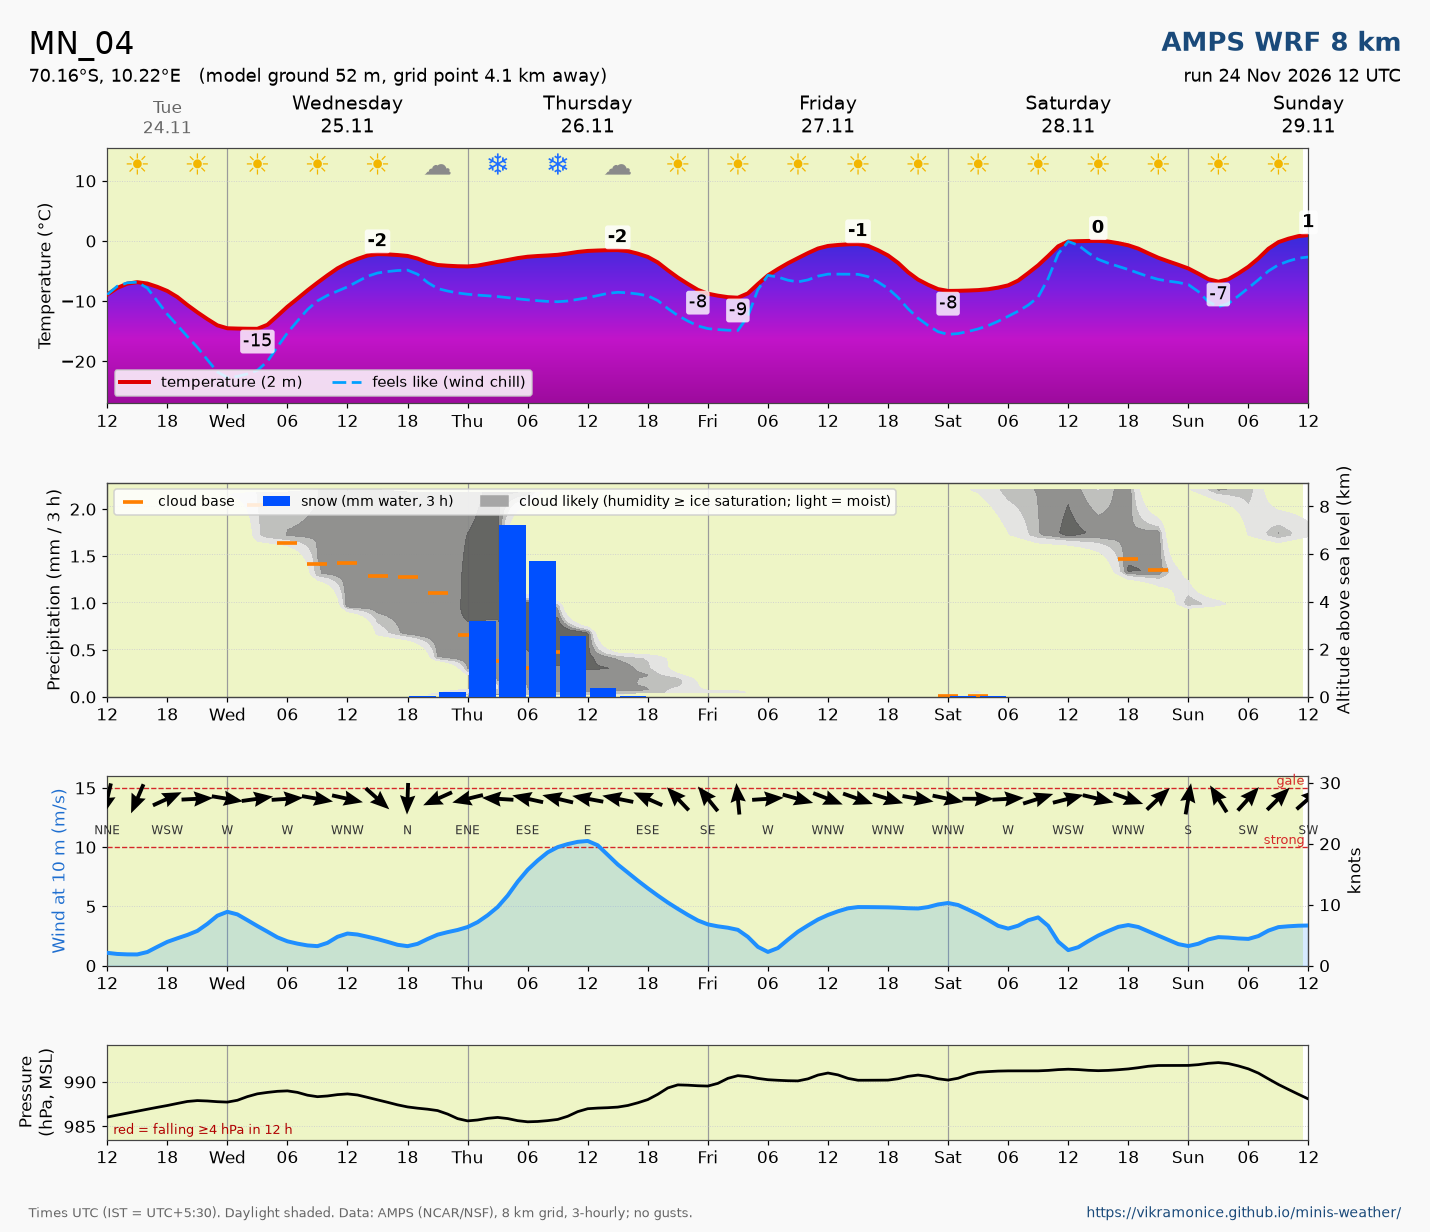 MN_04
AMPS WRF 8 km
70.16°S, 10.22°E (model ground 52 m, grid point 4.1 km away)
run 24 Nov 2026 12 UTC
Tue Wednesday Thursday Friday Saturday Sunday
24.11 25.11 26.11 27.11 28.11 29.11
Temperature (°C)
10
0
−10
−20
-15
-2
-2
-8
-9
-1
-8
0
-7
1
temperature (2 m) feels like (wind chill)
12 18 Wed 06 12 18 Thu 06 12 18 Fri 06 12 18 Sat 06 12 18 Sun 06 12
Precipitation (mm / 3 h)
2.0
1.5
1.0
0.5
0.0
cloud base snow (mm water, 3 h) cloud likely (humidity ≥ ice saturation; light = moist)
8
6
4
2
0
Altitude above sea level (km)
12 18 Wed 06 12 18 Thu 06 12 18 Fri 06 12 18 Sat 06 12 18 Sun 06 12
Wind at 10 m (m/s)
15
10
5
0
gale
NNE WSW W W WNW N ENE ESE E ESE SE W WNW WNW WNW W WSW WNW S SW SW
strong
30
20
10
0
knots
12 18 Wed 06 12 18 Thu 06 12 18 Fri 06 12 18 Sat 06 12 18 Sun 06 12
Pressure
(hPa, MSL)
990
985
red = falling ≥4 hPa in 12 h
12 18 Wed 06 12 18 Thu 06 12 18 Fri 06 12 18 Sat 06 12 18 Sun 06 12
Times UTC (IST = UTC+5:30). Daylight shaded. Data: AMPS (NCAR/NSF), 8 km grid, 3-hourly; no gusts.
https://vikramonice.github.io/minis-weather/